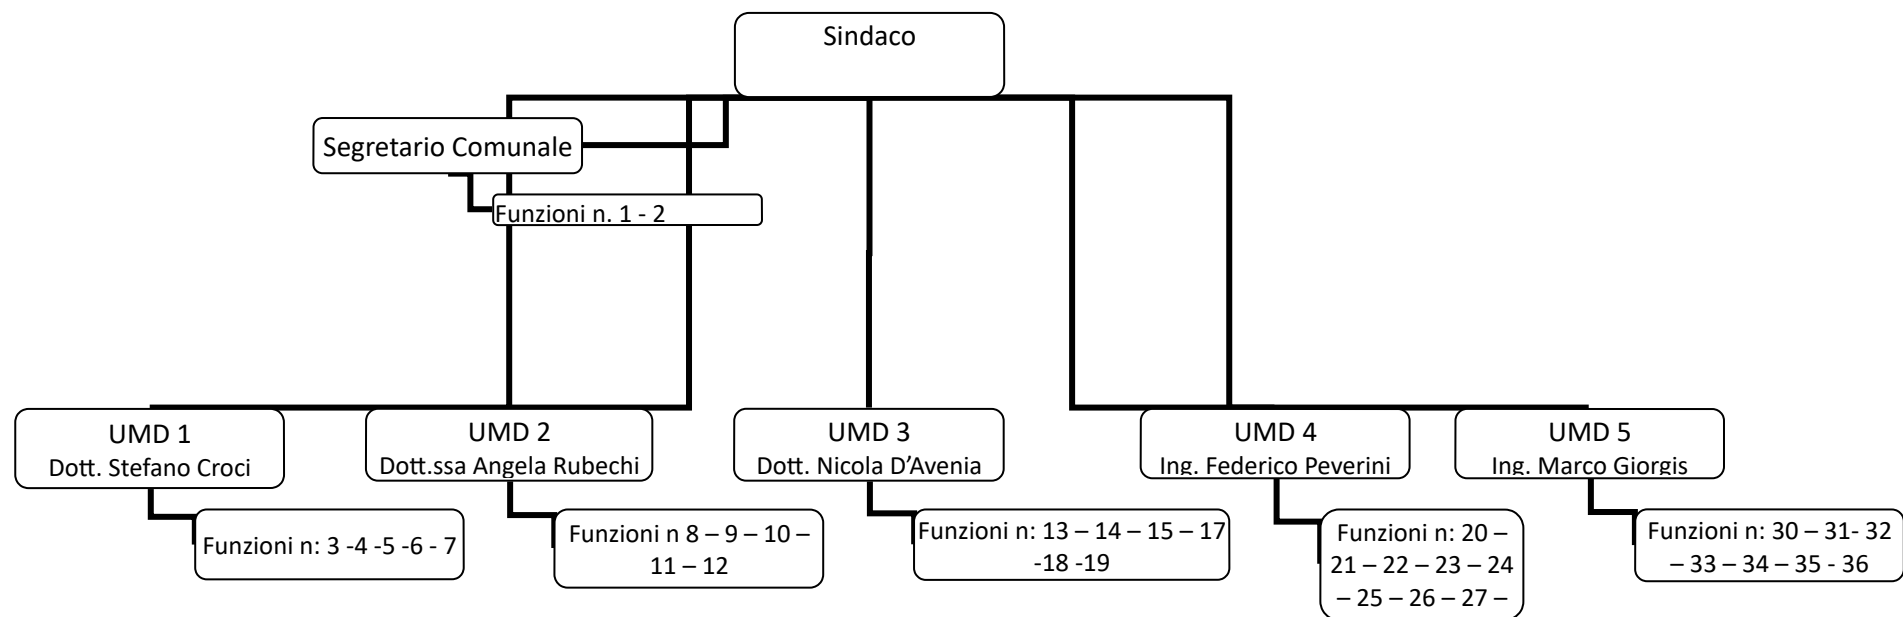 Sindaco
Segretario Comunale
Funzioni n. 1 - 2
UMD 1
Dott. Stefano Croci
UMD 2
Dott.ssa Angela Rubechi
UMD 3
Dott. Nicola D’Avenia
UMD 4
Ing. Federico Peverini
UMD 5
Ing. Marco Giorgis
Funzioni n: 3 -4 -5 -6 - 7
Funzioni n 8 – 9 – 10 –
11 – 12
Funzioni n: 13 – 14 – 15 – 17
-18 -19
Funzioni n: 20 –
21 – 22 – 23 – 24
– 25 – 26 – 27 –
Funzioni n: 30 – 31- 32
– 33 – 34 – 35 - 36